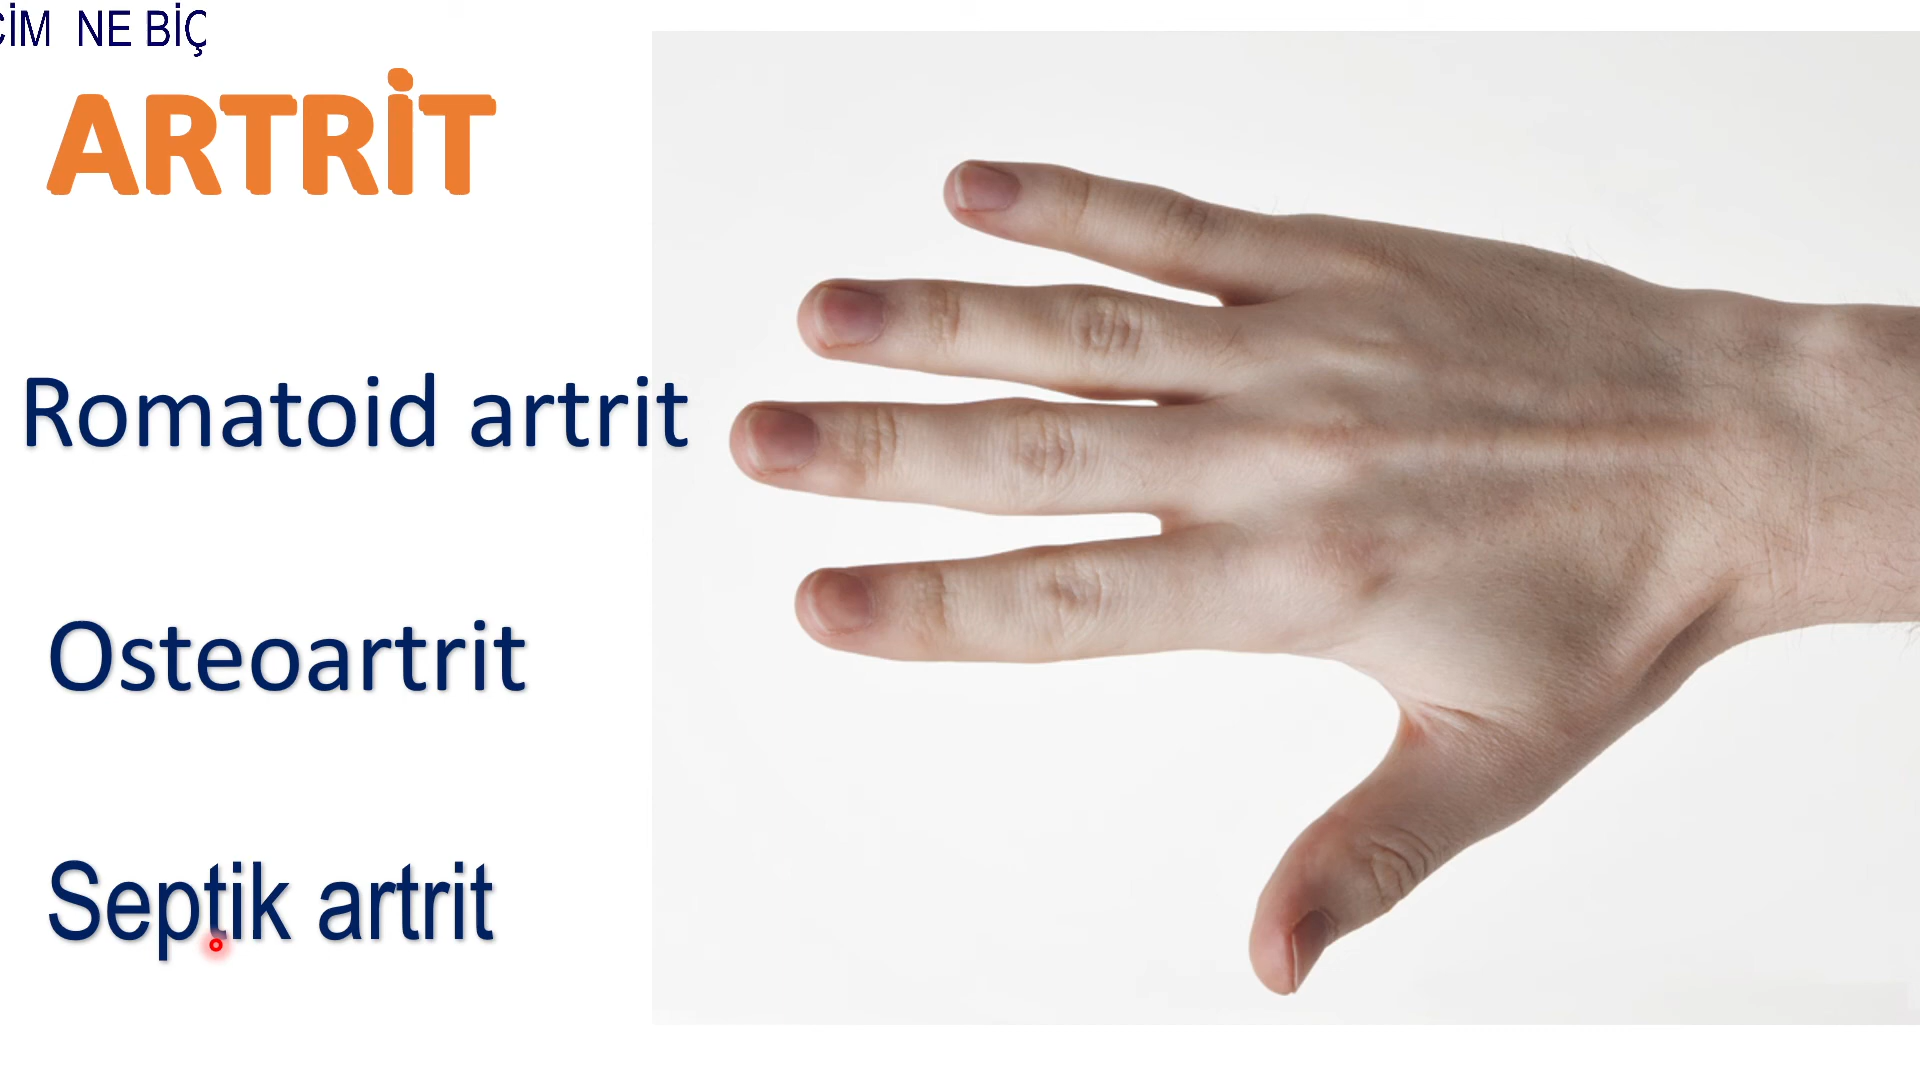 NE BİÇ
ARTRİT
Romatoid artrit
Osteoartrit
Septik artrit